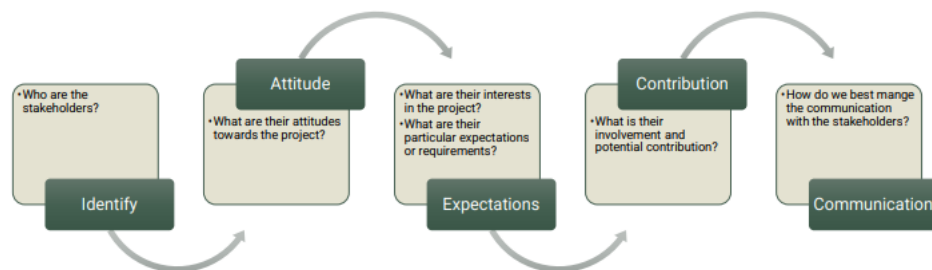 •Who are the
stakeholders?
Identify
Attitude
•What are their attitudes
towards the project?
•What are their interests
in the project?
•What are their
particular expectations
or requirements?
Expectations
Contribution
•What is their
involvement and
potential contribution?
•How do we best mange
the communication
with the stakeholders?
Communication